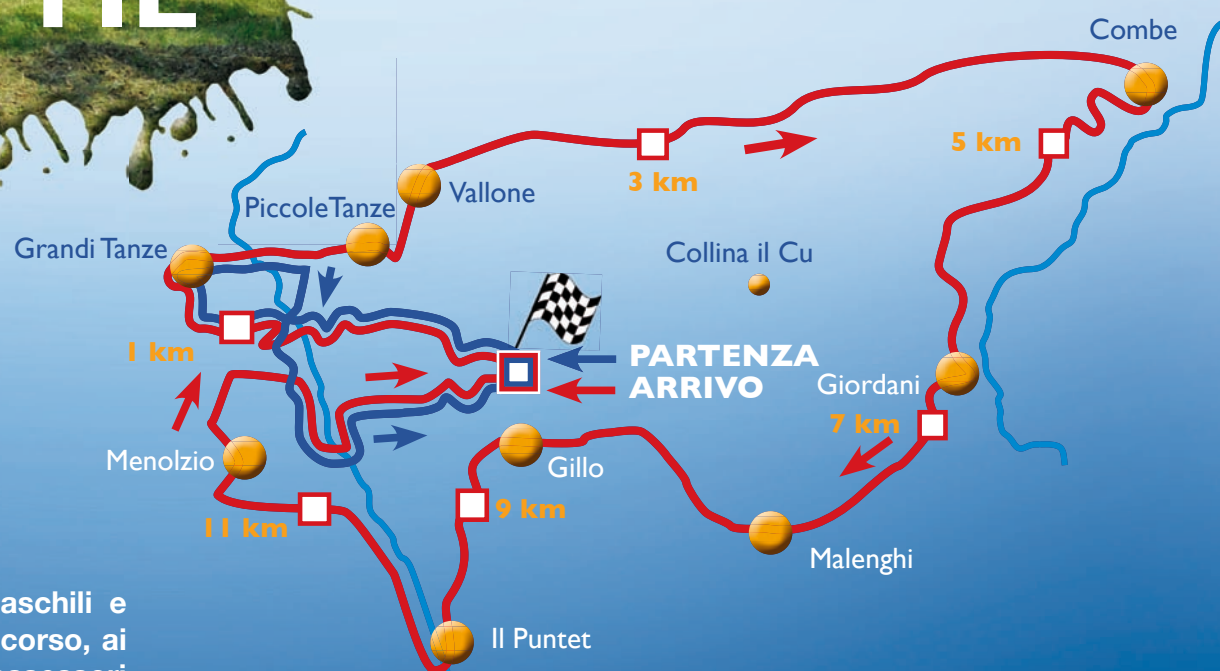 Combe
5 km
3 km
Vallone
PiccoleTanze
Grandi Tanze
Collina il Cu
1 km
PARTENZA
ARRIVO
Giordani
7 km
Menolzio
Gillo
9 km
11 km
Malenghi
Il Puntet
aschili e
corso, ai